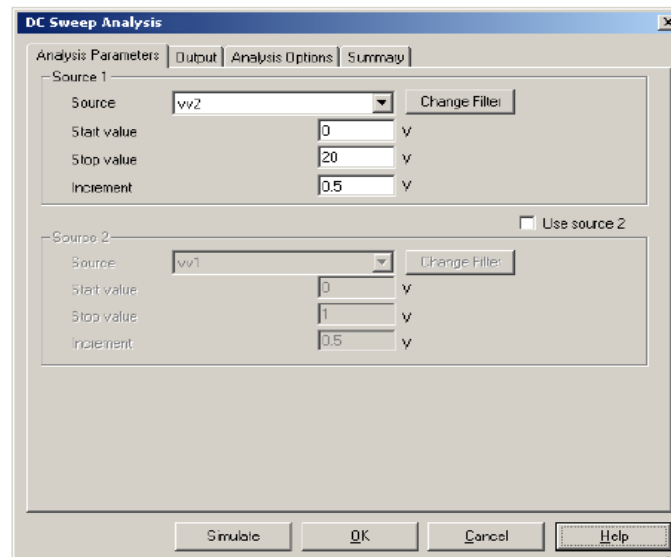 DC Sweep Analysis
Analysis Parameters Output Analysis Options Summary
Source 1
Source vv2 Change Filter
Start value 0 V
Stop value 20 V
Increment 0.5 V
Use source 2
Source 2
Source vv1 Change Filter
Start value 0 V
Stop value 1 V
Increment 0.5 V
Simulate OK Cancel Help